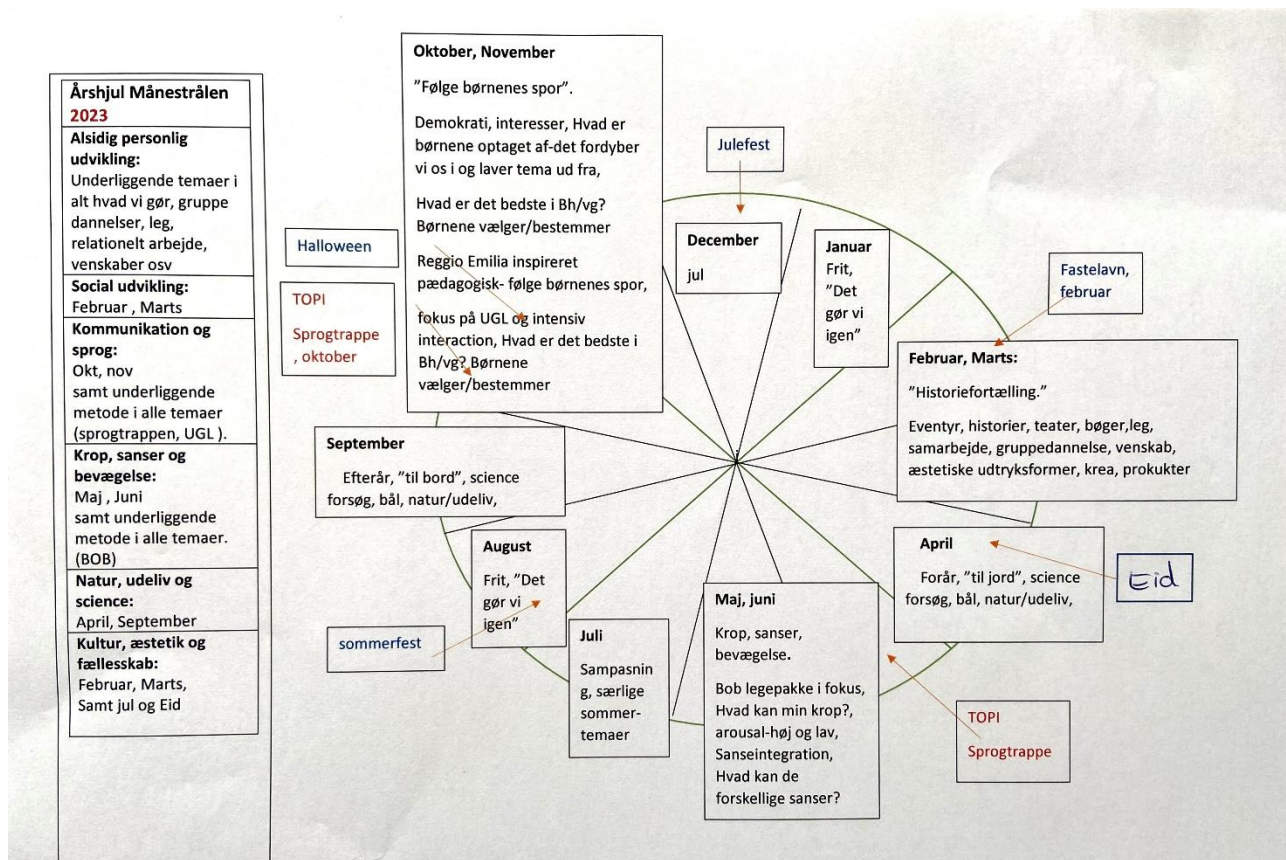 Årshjul Månestrålen
2023
Alsidig personlig
udvikling:
Underliggende temaer i
alt hvad vi gør, gruppe
dannelser, leg,
relationelt arbejde,
venskaber osv
Social udvikling:
Februar , Marts
Kommunikation og
sprog:
Okt, nov
samt underliggende
metode i alle temaer
(sprogtrappen, UGL ).
Krop, sanser og
bevægelse:
Maj , Juni
samt underliggende
metode i alle temaer.
(BOB)
Natur, udeliv og
science:
April, September
Kultur, æstetik og
fællesskab:
Februar, Marts,
Samt jul og Eid
Halloween
TOPI
Sprogtrappe
, oktober
Oktober, November
”Følge børnenes spor”.
Demokrati, interesser, Hvad er
børnene optaget af-det fordyber
vi os i og laver tema ud fra,
Hvad er det bedste i Bh/vg?
Børnene vælger/bestemmer
Reggio Emilia inspireret
pædagogisk- følge børnenes spor,
fokus på UGL og intensiv
interaction, Hvad er det bedste i
Bh/vg? Børnene
vælger/bestemmer
Julefest
December
jul
Januar
Frit,
”Det
gør vi
igen”
Fastelavn,
februar
Februar, Marts:
”Historiefortælling.”
Eventyr, historier, teater, bøger,leg,
samarbejde, gruppedannelse, venskab,
æstetiske udtryksformer, krea, prokukter
September
Efterår, ”til bord”, science
forsøg, bål, natur/udeliv,
August
Frit, ”Det
gør vi
igen”
sommerfest
Juli
Sampasnin
g, særlige
sommer-
temaer
Maj, juni
Krop, sanser,
bevægelse.
Bob legepakke i fokus,
Hvad kan min krop?,
arousal-høj og lav,
Sanseintegration,
Hvad kan de
forskellige sanser?
April
Forår, ”til jord”, science
forsøg, bål, natur/udeliv,
Eid
TOPI
Sprogtrappe